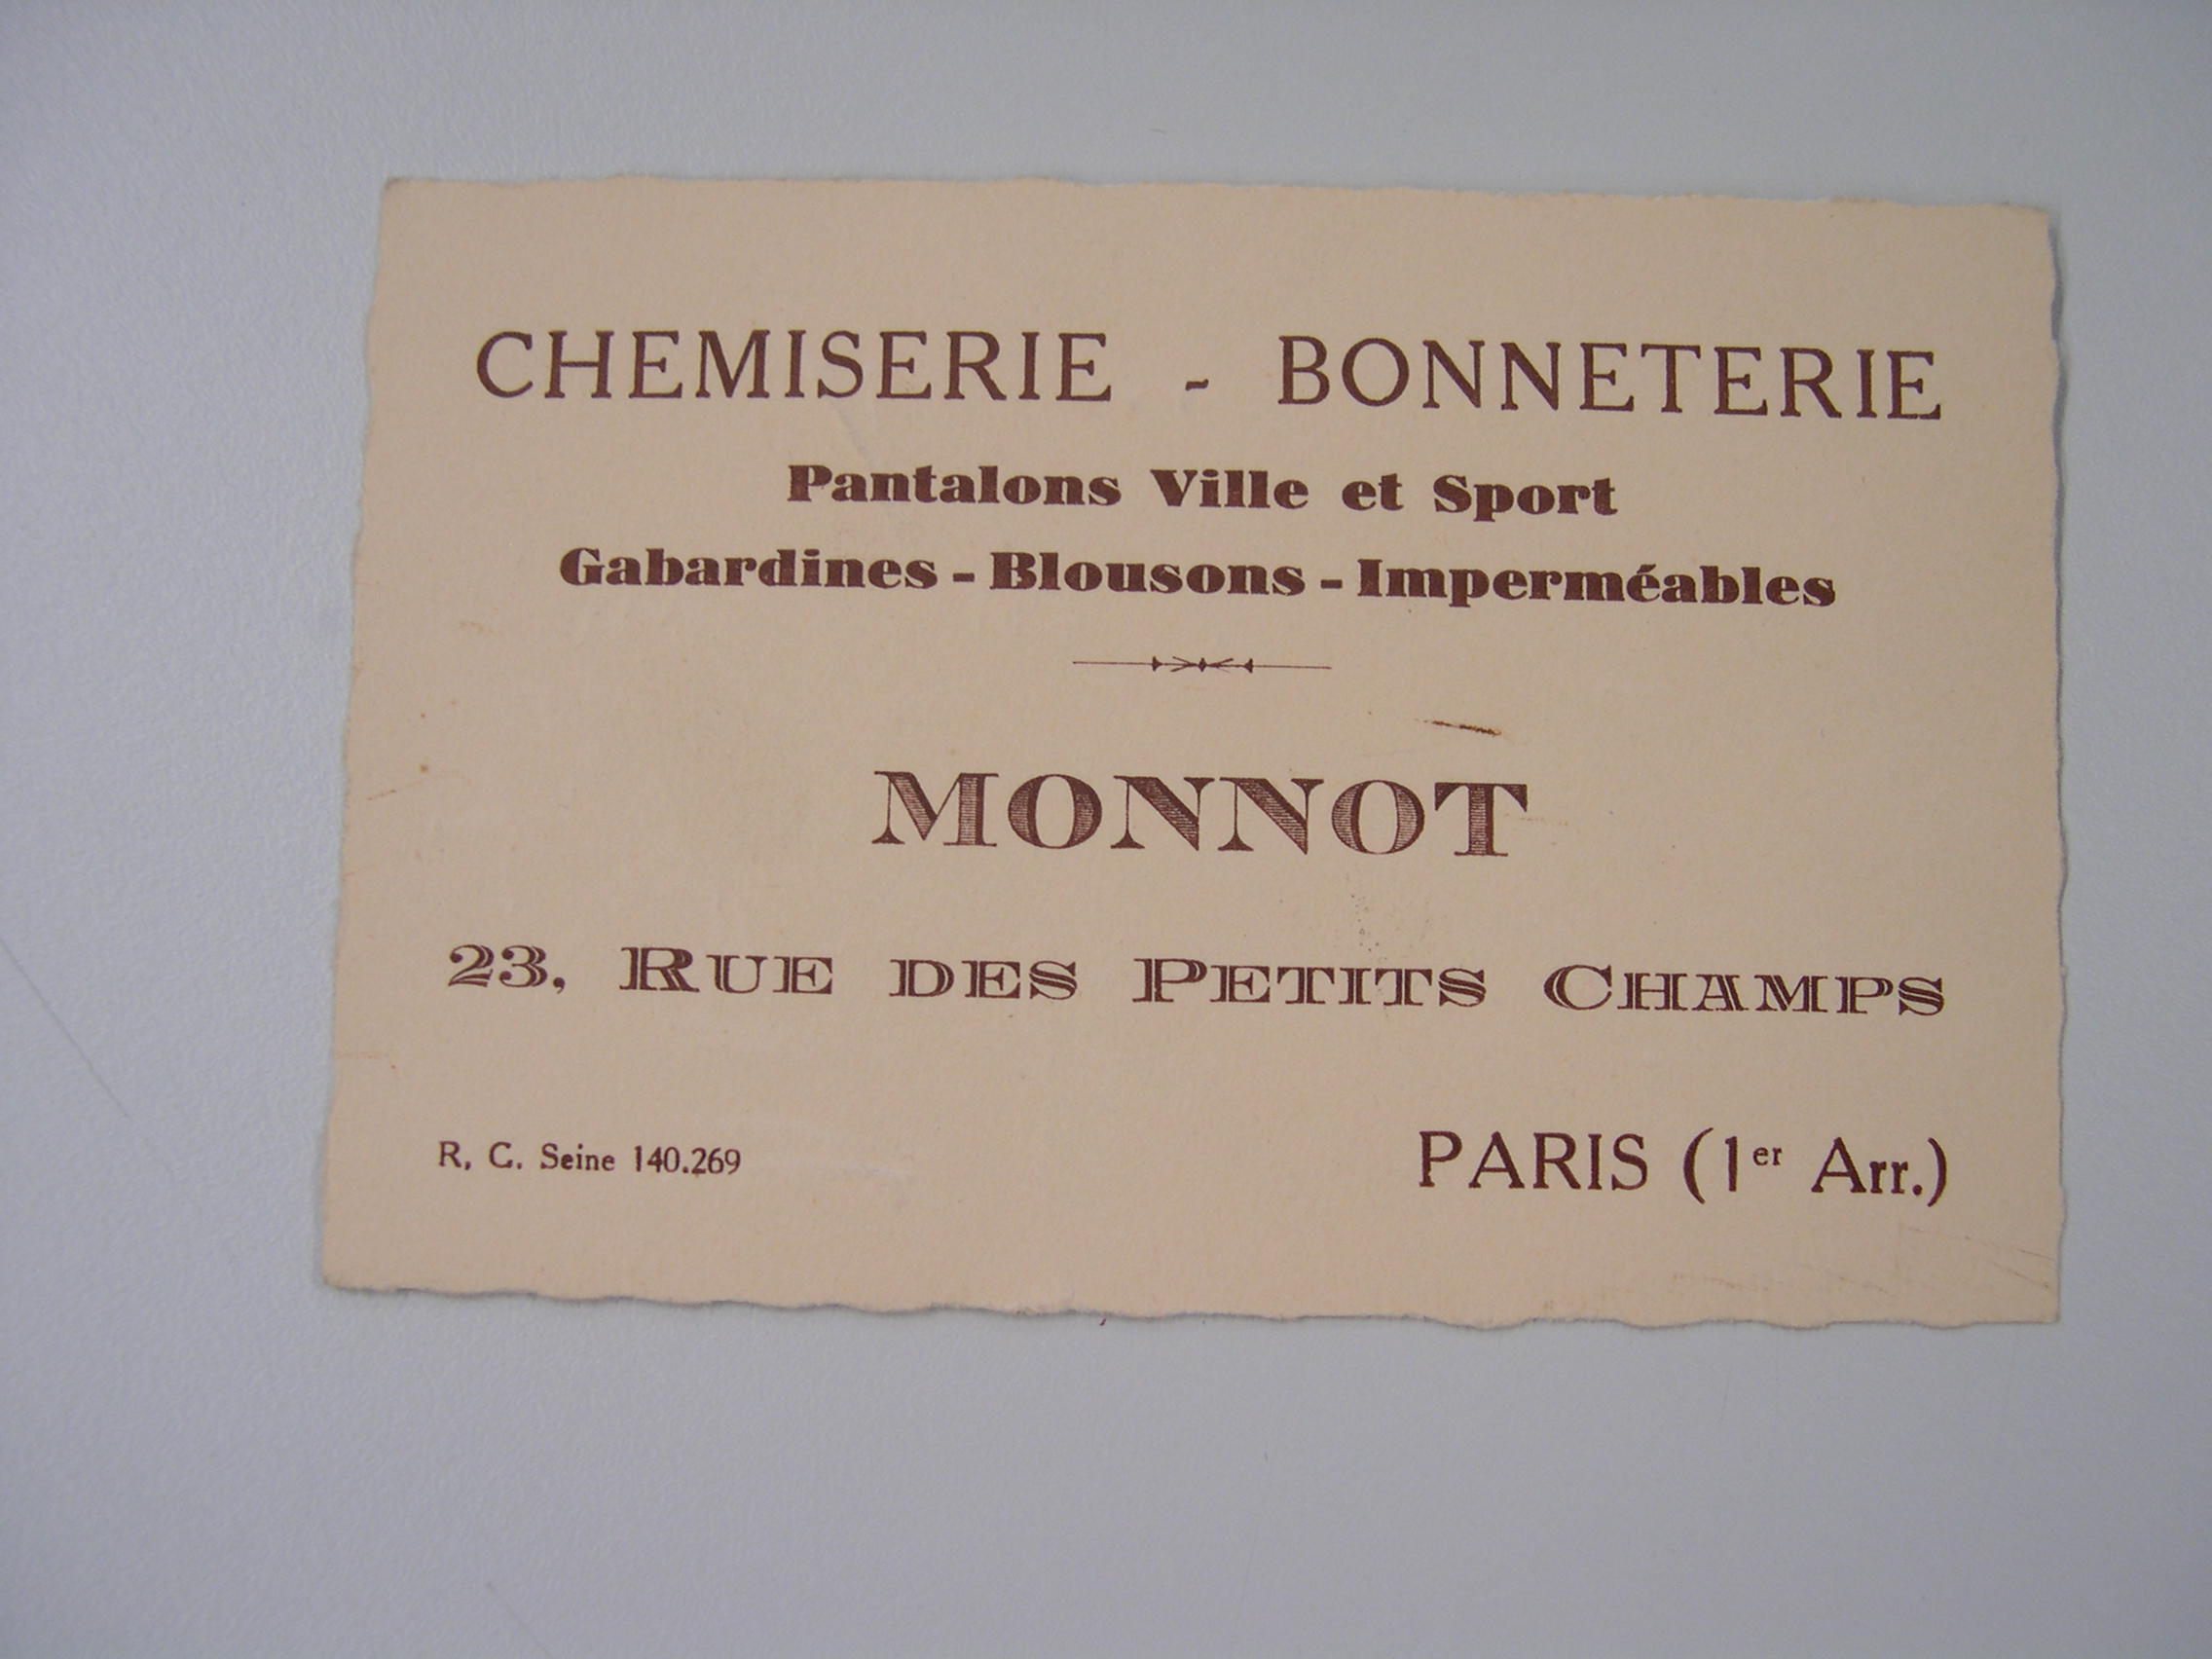 CHEMISERIE - BONNETERIE
Pantalons Ville et Sport
Gabardines - Blousons - Imperméables
MONNOT
23, RUE DES PETITS CHAMPS
R. C. Seine 140.269
PARIS (1er Arr.)